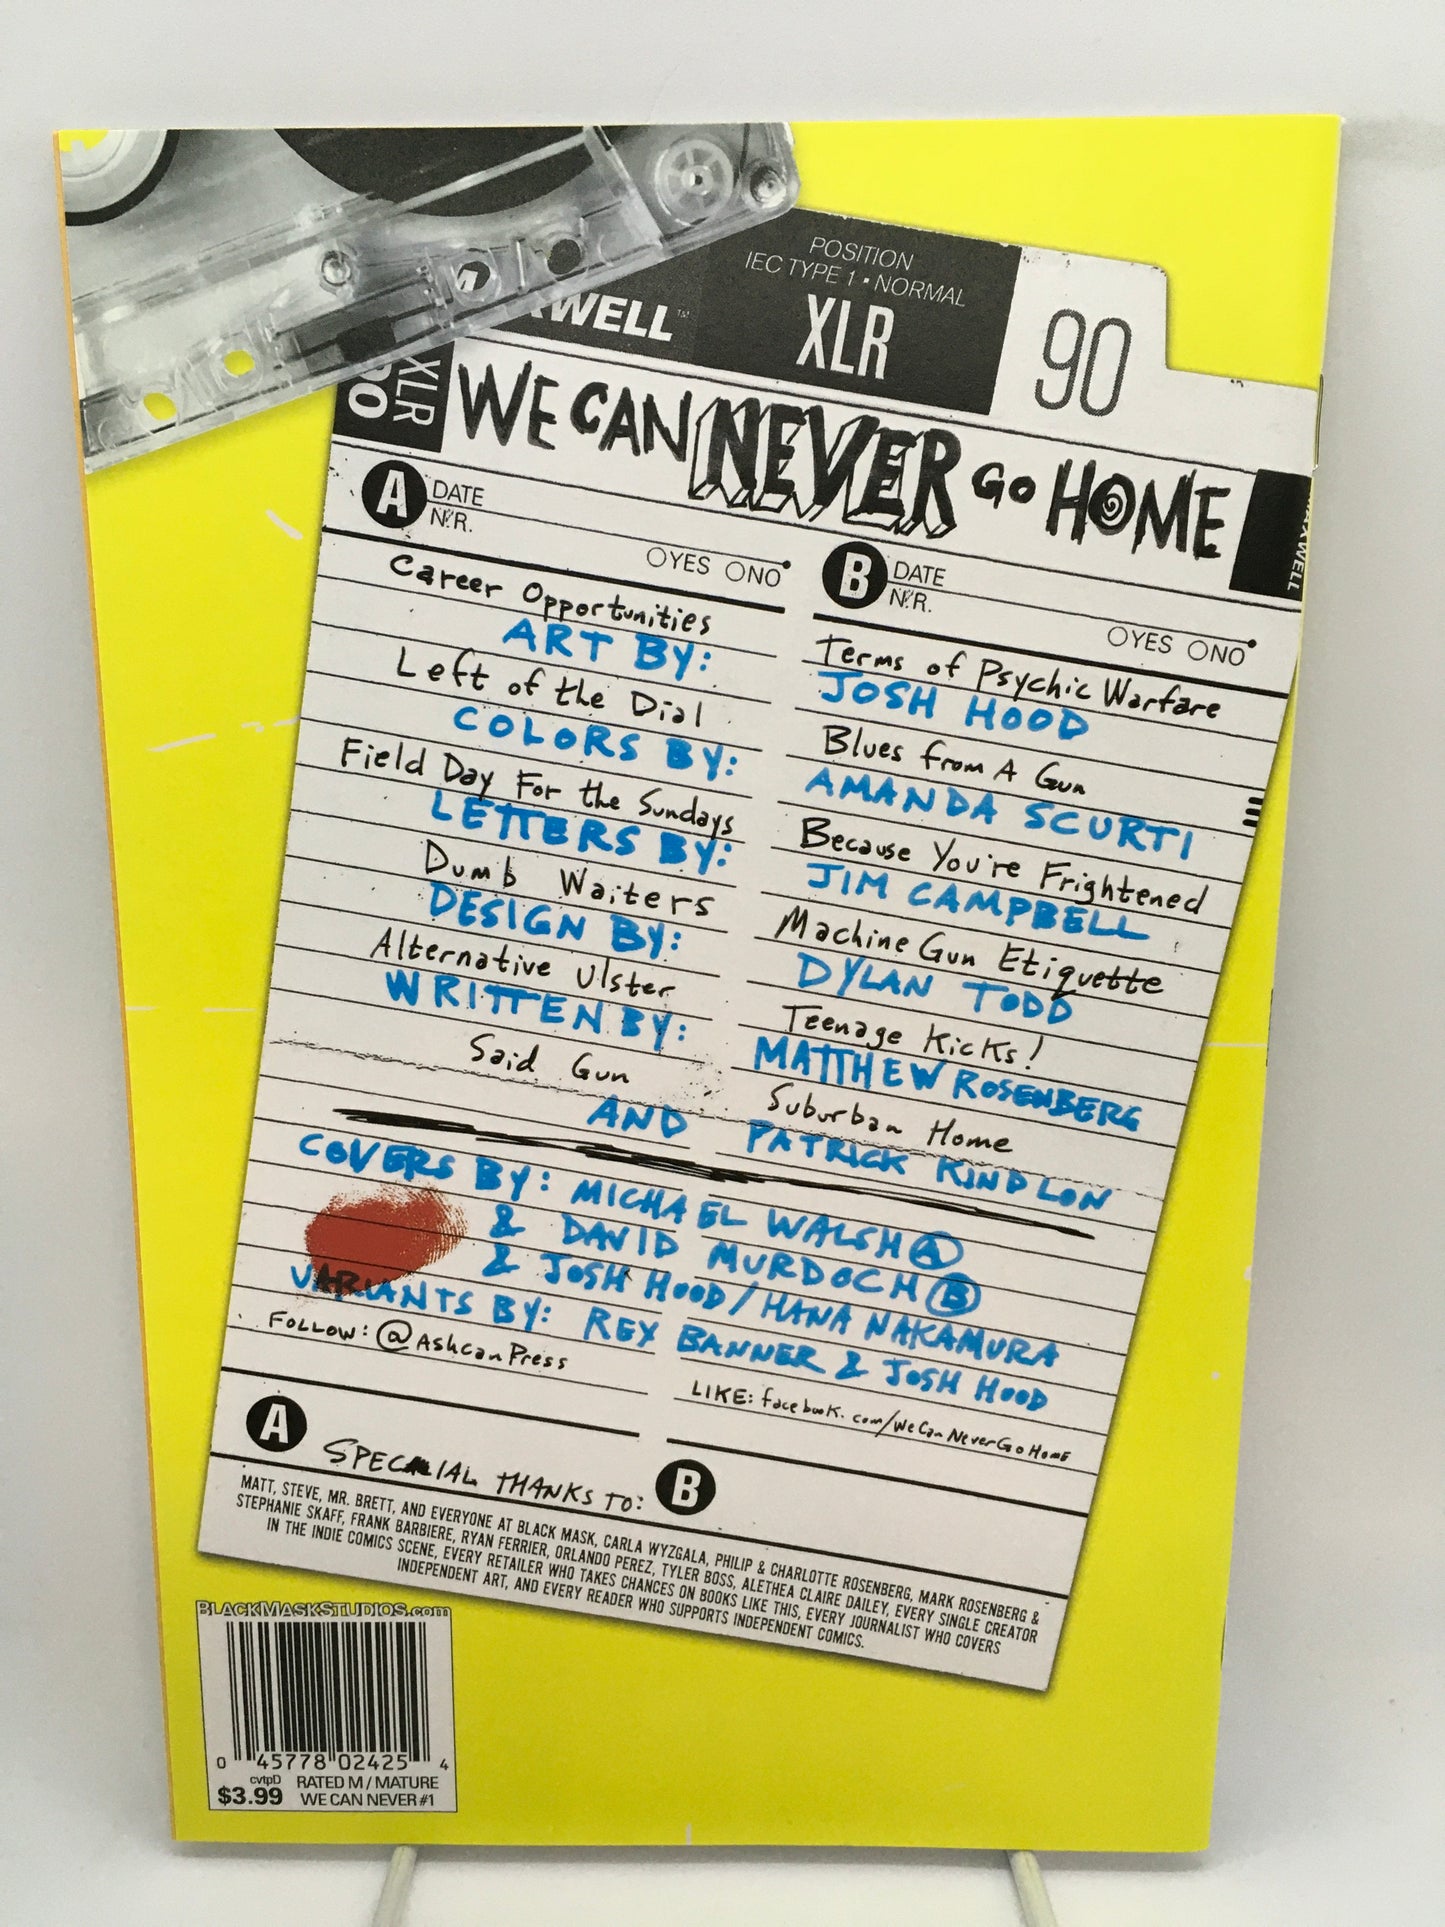 POSITION
IEC TYPE 1 • NORMAL
XWELL™
XLR
90
XLR
90
WE CAN NEVER GO HOME
A DATE
N.R.
OYES ONO
B DATE
N.R.
OYES ONO
MAXWELL
Career Opportunities
ART BY:
Left of the Dial
COLORS BY:
Field Day For the Sundays
LETTERS BY:
Dumb Waiters
DESIGN BY:
Alternative Ulster
WRITTEN BY:
Said Gun
AND
Terms of Psychic Warfare
JOSH HOOD
Blues from A Gun
AMANDA SCURTI
Because You're Frightened
JIM CAMPBELL
Machine Gun Etiquette
DYLAN TODD
Teenage Kicks!
MATTHEW ROSENBERG
Suburban Home
PATRICK KINDLON
COVERS BY: MICHAEL WALSH A
& DAVID MURDOCH B
& JOSH HOOD / HANA NAKAMURA
VARIANTS BY: REX BANNER & JOSH HOOD
FOLLOW: @AshcanPress
LIKE: facebook.com/WeCanNeverGoHome
A
SPECIAL THANKS TO:
B
MATT, STEVE, MR. BRETT, AND EVERYONE AT BLACK MASK, CARLA WYZGALA, PHILIP & CHARLOTTE ROSENBERG, MARK ROSENBERG &
STEPHANIE SKAFF, FRANK BARBIERE, RYAN FERRIER, ORLANDO PEREZ, TYLER BOSS, ALETHEA CLAIRE DAILEY, EVERY SINGLE CREATOR
IN THE INDIE COMICS SCENE, EVERY RETAILER WHO TAKES CHANCES ON BOOKS LIKE THIS, EVERY JOURNALIST WHO COVERS
INDEPENDENT ART, AND EVERY READER WHO SUPPORTS INDEPENDENT COMICS.
BLACKMASKSTUDIOS.com
0 45778 02425 4
cvtpD
$3.99
RATED M / MATURE
WE CAN NEVER #1